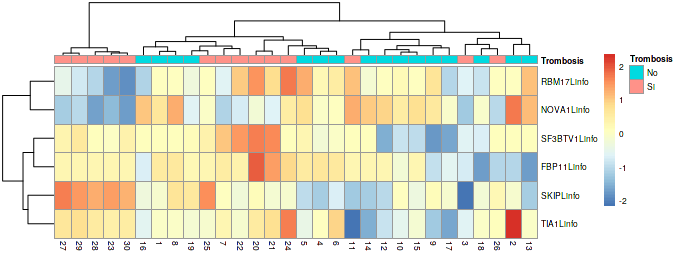 Trombosis
RBM17Linfo
NOVA1Linfo
SF3BTV1Linfo
FBP11Linfo
SKIPLinfo
TIA1Linfo
27 29 28 23 30 16 1 8 19 25 7 22 20 21 24 5 4 6 11 14 12 10 15 9 17 3 18 26 2 13
2
1
0
-1
-2
Trombosis
No
Si